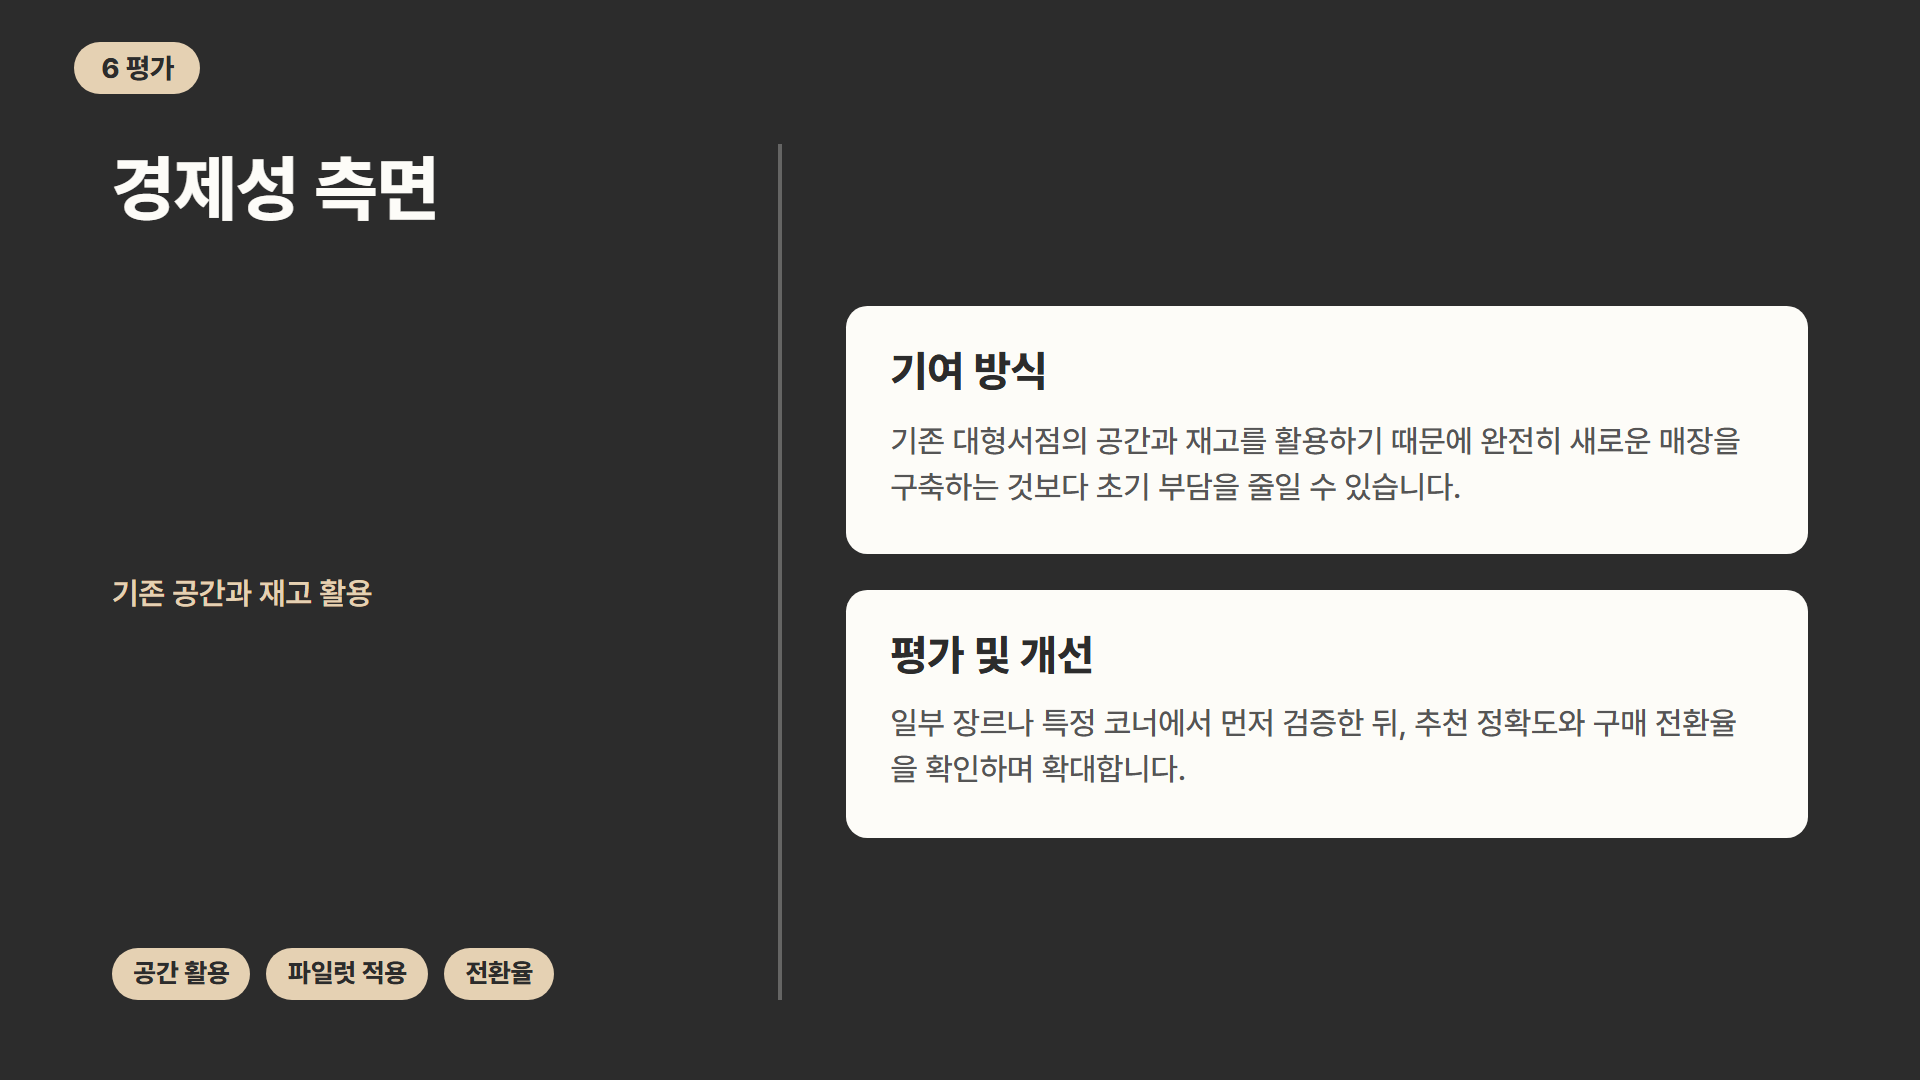 6 평가
경제성 측면
기존 공간과 재고 활용
공간 활용
파일럿 적용
전환율
기여 방식
기존 대형서점의 공간과 재고를 활용하기 때문에 완전히 새로운 매장을
구축하는 것보다 초기 부담을 줄일 수 있습니다.
평가 및 개선
일부 장르나 특정 코너에서 먼저 검증한 뒤, 추천 정확도와 구매 전환율
을 확인하며 확대합니다.